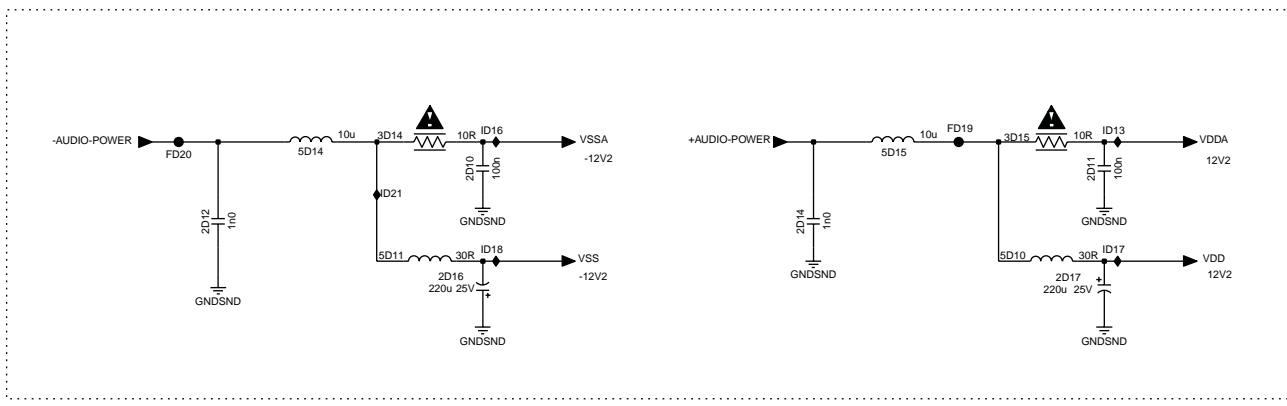 -AUDIO-POWER
FD20
5D14
10u
3D14
!
10R
ID16
VSSA
-12V2
2D10
100n
GNDSND
ID21
2D12
1n0
GNDSND
5D11
30R
ID18
VSS
-12V2
2D16
220u 25V
+
GNDSND
+AUDIO-POWER
5D15
10u
FD19
3D15
!
10R
ID13
VDDA
12V2
2D11
100n
GNDSND
2D14
1n0
GNDSND
5D10
30R
ID17
VDD
12V2
2D17
220u 25V
+
GNDSND